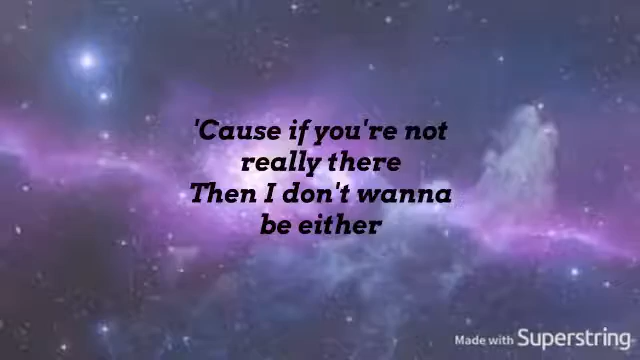 'Cause if you're not
really there
Then I don't wanna
be either
Made with Superstring